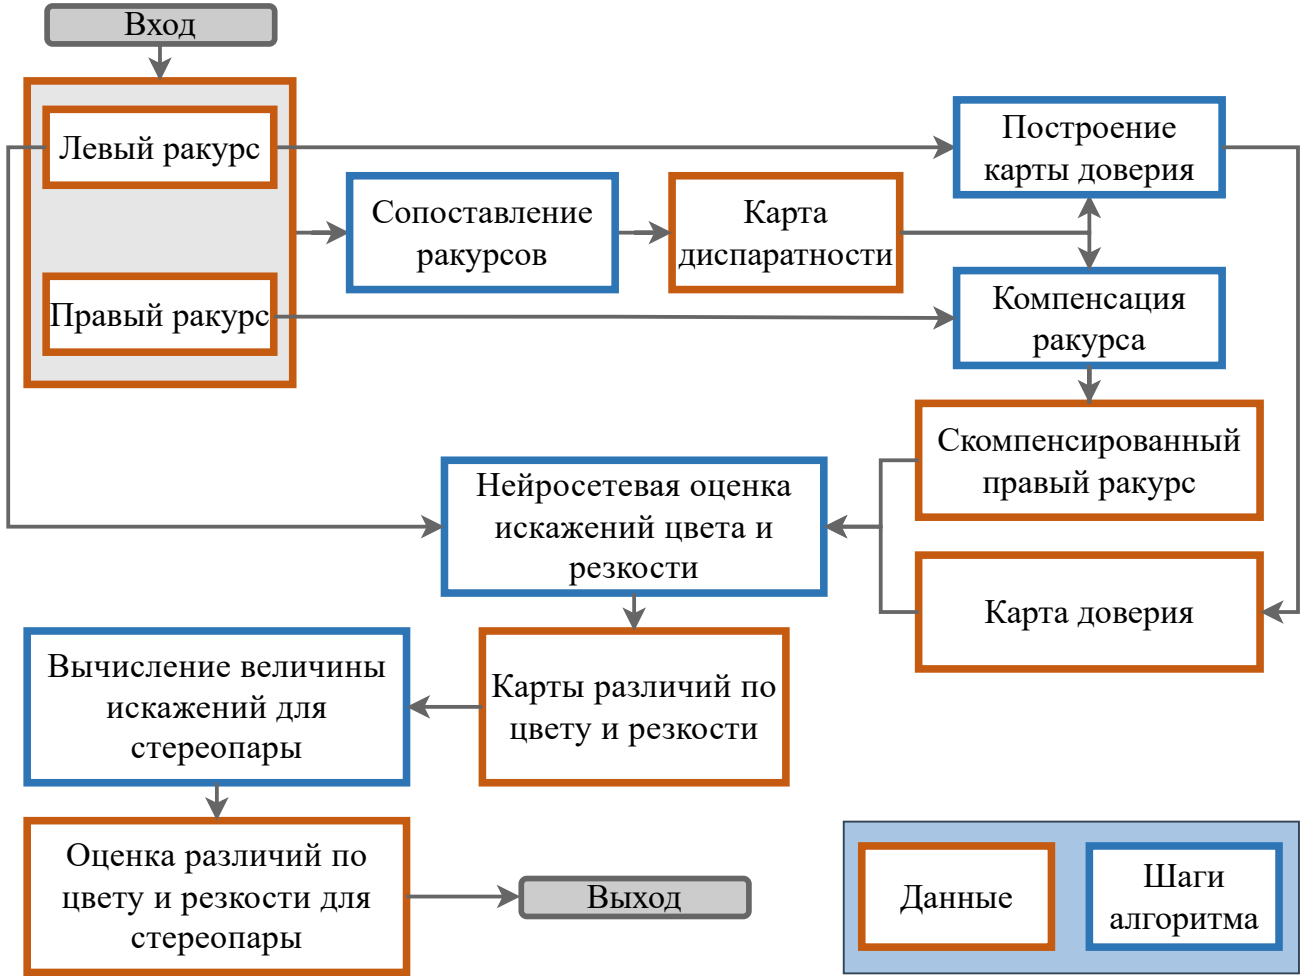 Вход
Левый ракурс
Правый ракурс
Сопоставление
ракурсов
Карта
диспаратности
Построение
карты доверия
Компенсация
ракурса
Скомпенсированный
правый ракурс
Карта доверия
Нейросетевая оценка
искажений цвета и
резкости
Карты различий по
цвету и резкости
Вычисление величины
искажений для
стереопары
Оценка различий по
цвету и резкости для
стереопары
Выход
Данные
Шаги
алгоритма